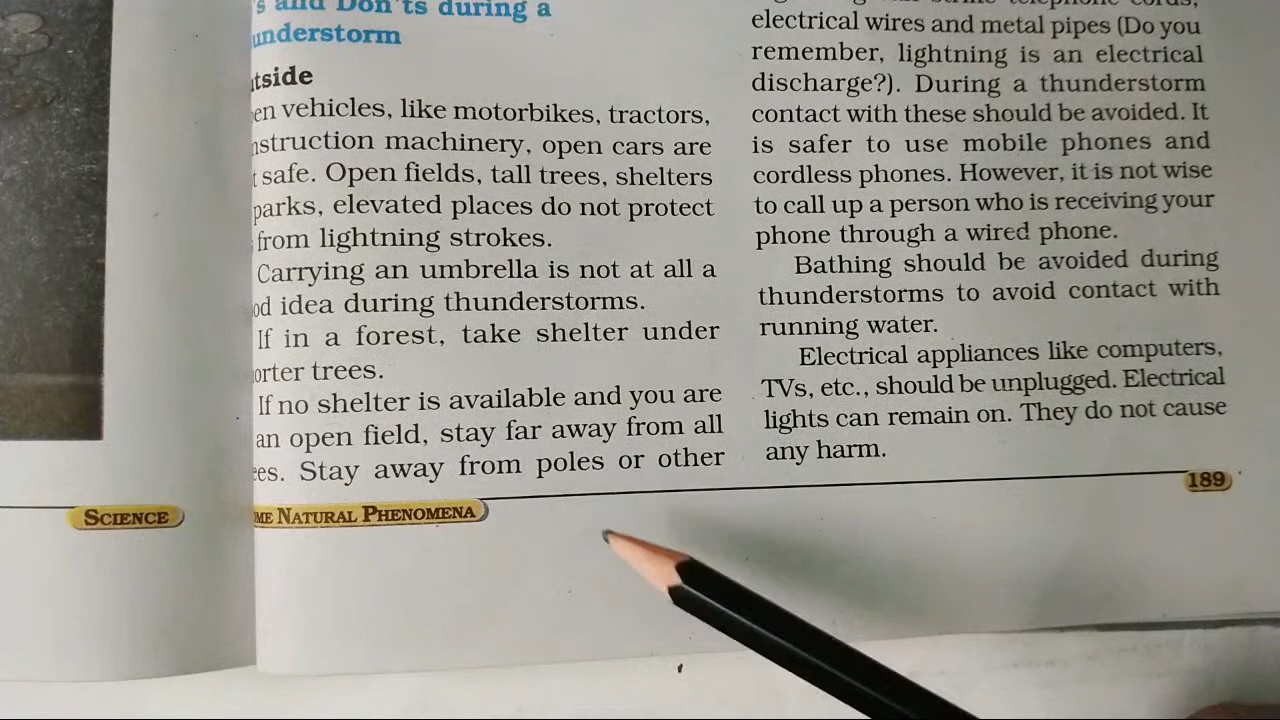 's and Don'ts during a
understorm
tside
en vehicles, like motorbikes, tractors,
nstruction machinery, open cars are
t safe. Open fields, tall trees, shelters
parks, elevated places do not protect
from lightning strokes.
Carrying an umbrella is not at all a
od idea during thunderstorms.
If in a forest, take shelter under
orter trees.
If no shelter is available and you are
an open field, stay far away from all
ees. Stay away from poles or other
electrical wires and metal pipes (Do you
remember, lightning is an electrical
discharge?). During a thunderstorm
contact with these should be avoided. It
is safer to use mobile phones and
cordless phones. However, it is not wise
to call up a person who is receiving your
phone through a wired phone.
Bathing should be avoided during
thunderstorms to avoid contact with
running water.
Electrical appliances like computers,
TVs, etc., should be unplugged. Electrical
lights can remain on. They do not cause
any harm.
SCIENCE
ME NATURAL PHENOMENA
189